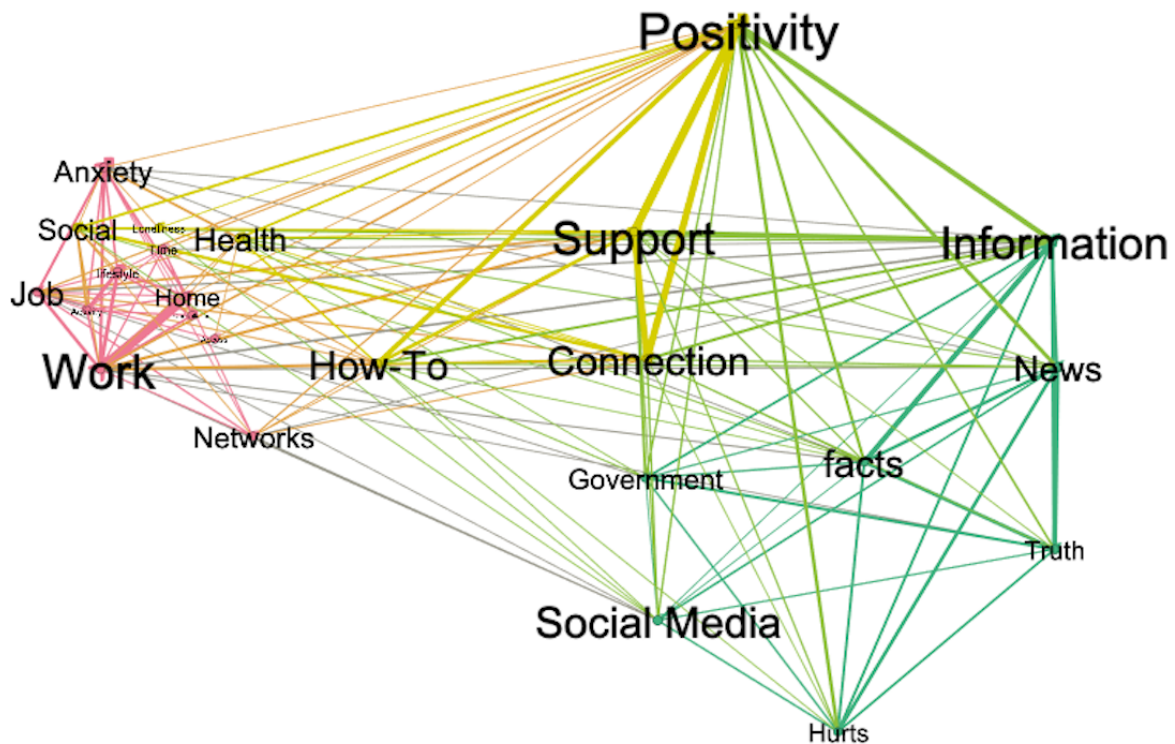 Positivity
Anxiety
Social
Loneliness
Health
Time
Support
Information
lifestyle
Job
Home
Work
How-To
Connection
News
Networks
Government
facts
Truth
Social Media
Hurts